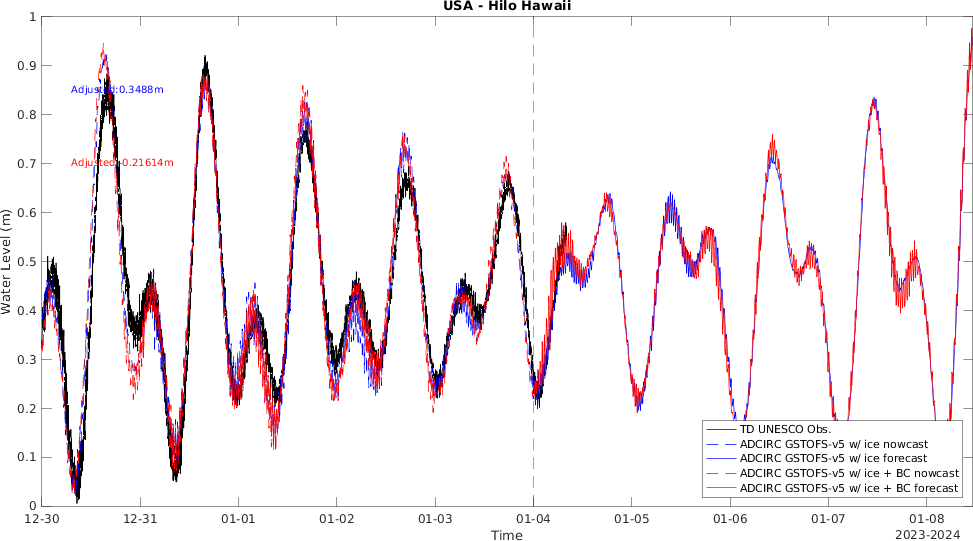 USA - Hilo Hawaii
Water Level (m)
1
0.9
0.8
0.7
0.6
0.5
0.4
0.3
0.2
0.1
0
Adjusted:0.3488m
Adjusted:-0.21614m
TD UNESCO Obs.
ADCIRC GSTOFS-v5 w/ ice nowcast
ADCIRC GSTOFS-v5 w/ ice forecast
ADCIRC GSTOFS-v5 w/ ice + BC nowcast
ADCIRC GSTOFS-v5 w/ ice + BC forecast
12-30 12-31 01-01 01-02 01-03 01-04 01-05 01-06 01-07 01-08
Time
2023-2024